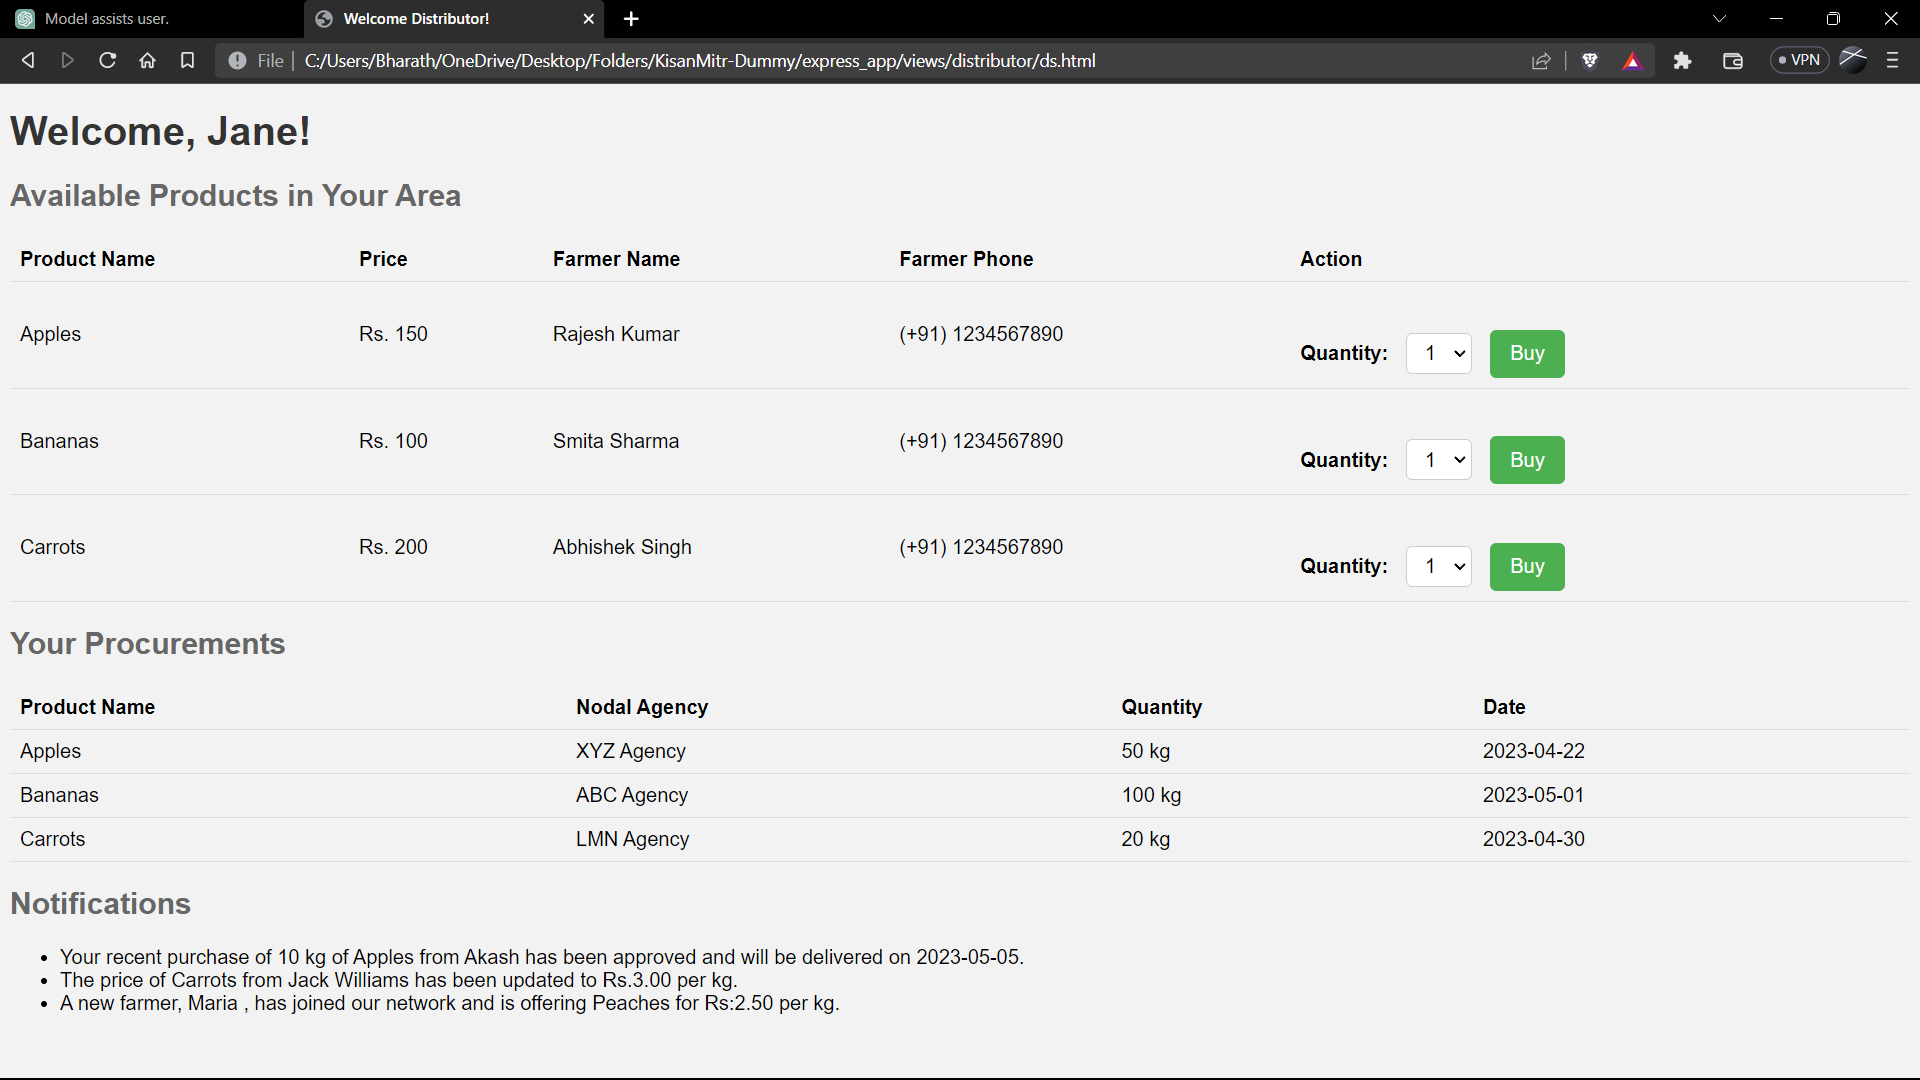 Model assists user.
Welcome Distributor!
File C:/Users/Bharath/OneDrive/Desktop/Folders/KisanMitr-Dummy/express_app/views/distributor/ds.html
VPN
Welcome, Jane!
Available Products in Your Area
Product Name Price Farmer Name Farmer Phone Action
Apples Rs. 150 Rajesh Kumar (+91) 1234567890 Quantity: 1 Buy
Bananas Rs. 100 Smita Sharma (+91) 1234567890 Quantity: 1 Buy
Carrots Rs. 200 Abhishek Singh (+91) 1234567890 Quantity: 1 Buy
Your Procurements
Product Name Nodal Agency Quantity Date
Apples XYZ Agency 50 kg 2023-04-22
Bananas ABC Agency 100 kg 2023-05-01
Carrots LMN Agency 20 kg 2023-04-30
Notifications
• Your recent purchase of 10 kg of Apples from Akash has been approved and will be delivered on 2023-05-05.
• The price of Carrots from Jack Williams has been updated to Rs.3.00 per kg.
• A new farmer, Maria , has joined our network and is offering Peaches for Rs:2.50 per kg.